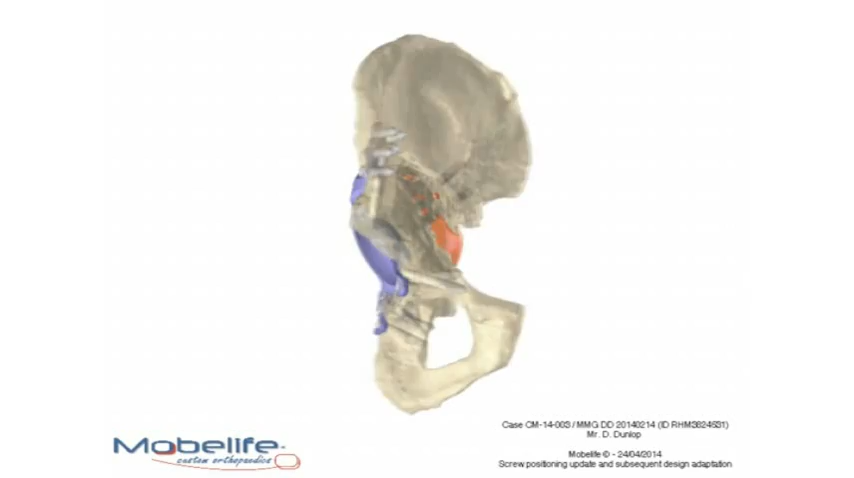 Case CM-14-003 / MMG DD 20140214 (ID RHM3624531)
Mr. D. Dunlop
Mobelife
custom orthopaedics
Mobelife © - 24/04/2014
Screw positioning update and subsequent design adaptation